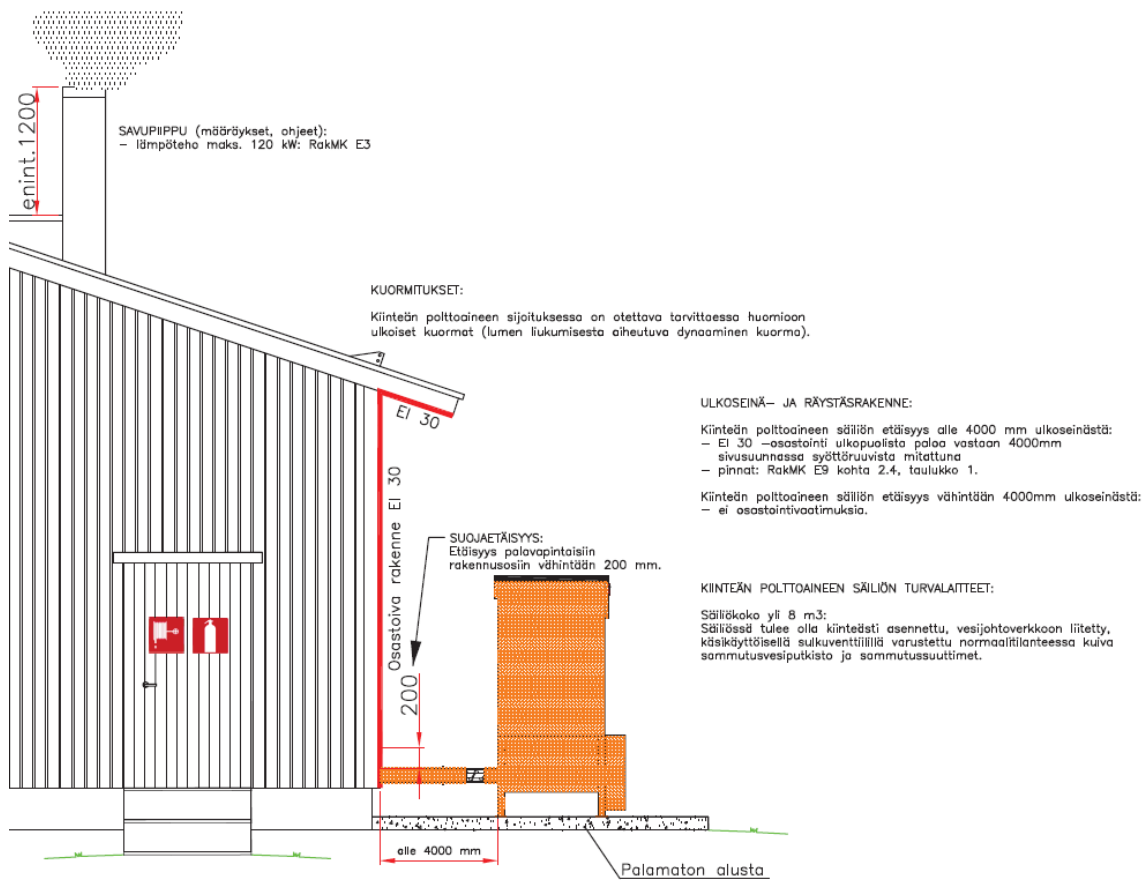 enint.1200
SAVUPIIPPU (määräykset, ohjeet):
– lämpöteho maks. 120 kW: RakMK E3
KUORMITUKSET:
Kiinteän polttoaineen sijoituksessa on otettava tarvittaessa huomioon
ulkoiset kuormat (lumen liukumisesta aiheutuva dynaaminen kuorma).
EI 30
Osastoiva rakenne EI 30
ULKOSEINÄ– JA RÄYSTÄSRAKENNE:
Kiinteän polttoaineen säiliön etäisyys alle 4000 mm ulkoseinästä:
– EI 30 –osastointi ulkopuolista paloa vastaan 4000mm
sivusuunnassa syöttöruuvista mitattuna
– pinnat: RakMK E9 kohta 2.4, taulukko 1.
Kiinteän polttoaineen säiliön etäisyys vähintään 4000mm ulkoseinästä:
– ei osastointivaatimuksia.
SUOJAETÄISYYS:
Etäisyys palavapintaisiin
rakennusosiin vähintään 200 mm.
200
KIINTEÄN POLTTOAINEEN SÄILIÖN TURVALAITTEET:
Säiliökoko yli 8 m3:
Säiliössä tulee olla kiinteästi asennettu, vesijohtoverkkoon liitetty,
käsikäyttöisellä sulkuventtiilillä varustettu normaalitilanteessa kuiva
sammutusvesiputkisto ja sammutussuuttimet.
alle 4000 mm
Palamaton alusta